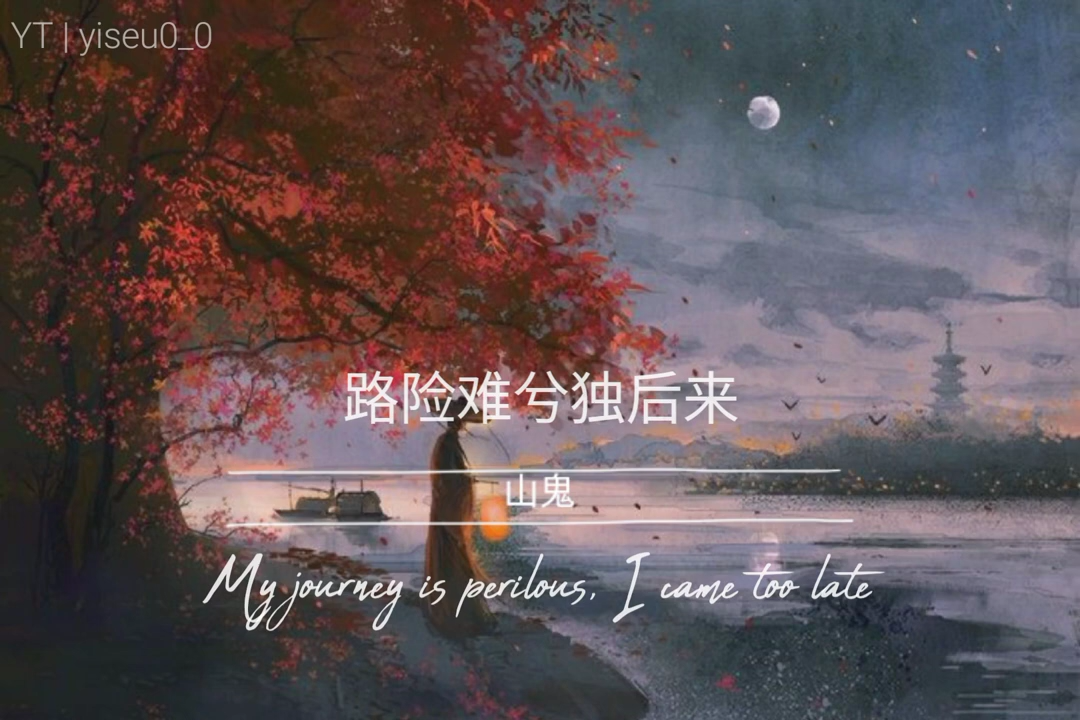 YT | yiseu0_0
路险难兮独后来
山鬼
My journey is perilous, I came too late